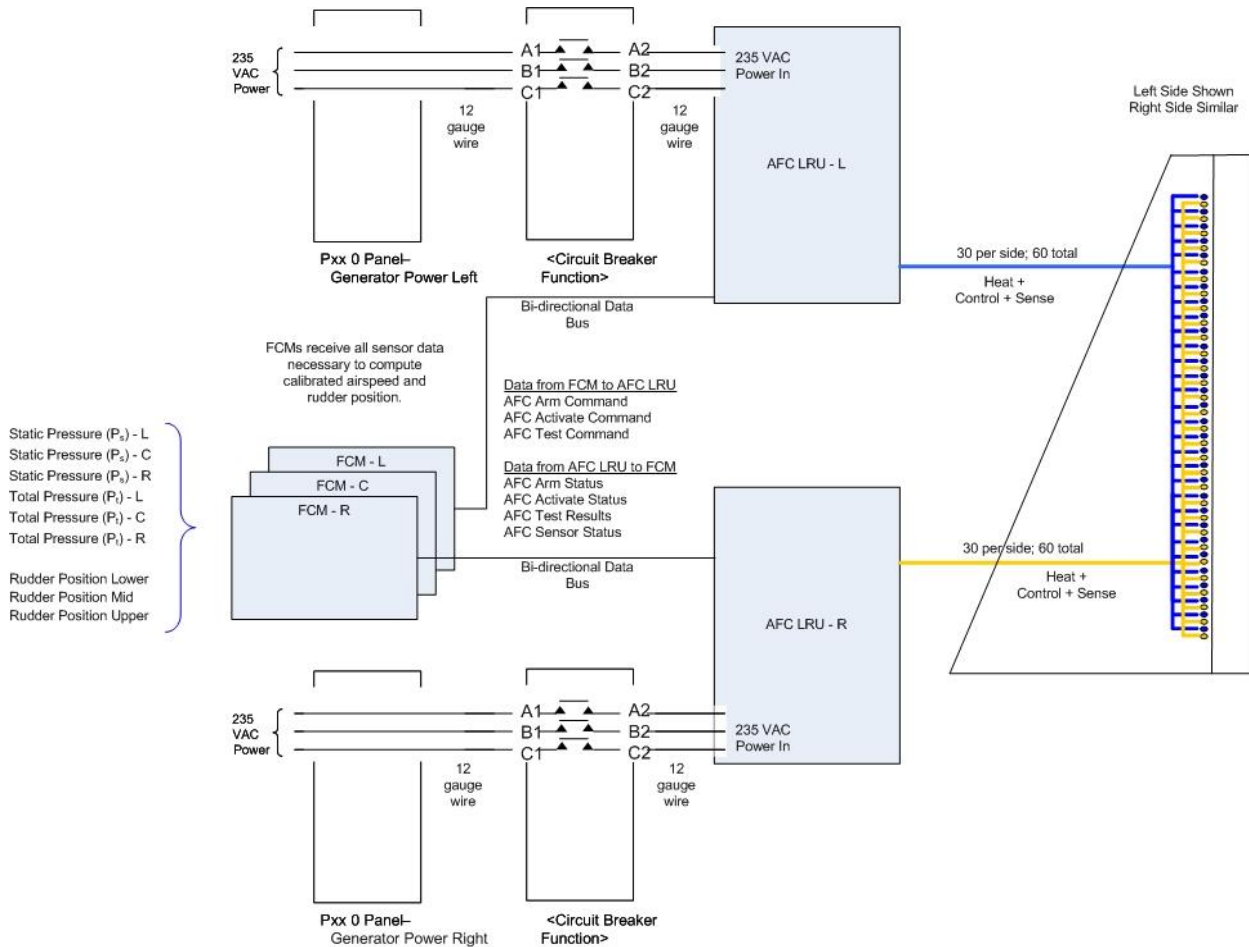 235
VAC
Power
A1
B1
C1
A2
B2
C2
235 VAC
Power In
12
gauge
wire
12
gauge
wire
AFC LRU - L
Left Side Shown
Right Side Similar
Pxx 0 Panel–
Generator Power Left
<Circuit Breaker
Function>
30 per side; 60 total
Heat +
Control + Sense
Bi-directional Data
Bus
FCMs receive all sensor data
necessary to compute
calibrated airspeed and
rudder position.
Data from FCM to AFC LRU
AFC Arm Command
AFC Activate Command
AFC Test Command
Data from AFC LRU to FCM
AFC Arm Status
AFC Activate Status
AFC Test Results
AFC Sensor Status
Static Pressure (Ps) - L
Static Pressure (Ps) - C
Static Pressure (Ps) - R
Total Pressure (Pt) - L
Total Pressure (Pt) - C
Total Pressure (Pt) - R
Rudder Position Lower
Rudder Position Mid
Rudder Position Upper
FCM - L
FCM - C
FCM - R
Bi-directional Data
Bus
30 per side; 60 total
Heat +
Control + Sense
AFC LRU - R
235
VAC
Power
A1
B1
C1
A2
B2
C2
235 VAC
Power In
12
gauge
wire
12
gauge
wire
Pxx 0 Panel–
Generator Power Right
<Circuit Breaker
Function>